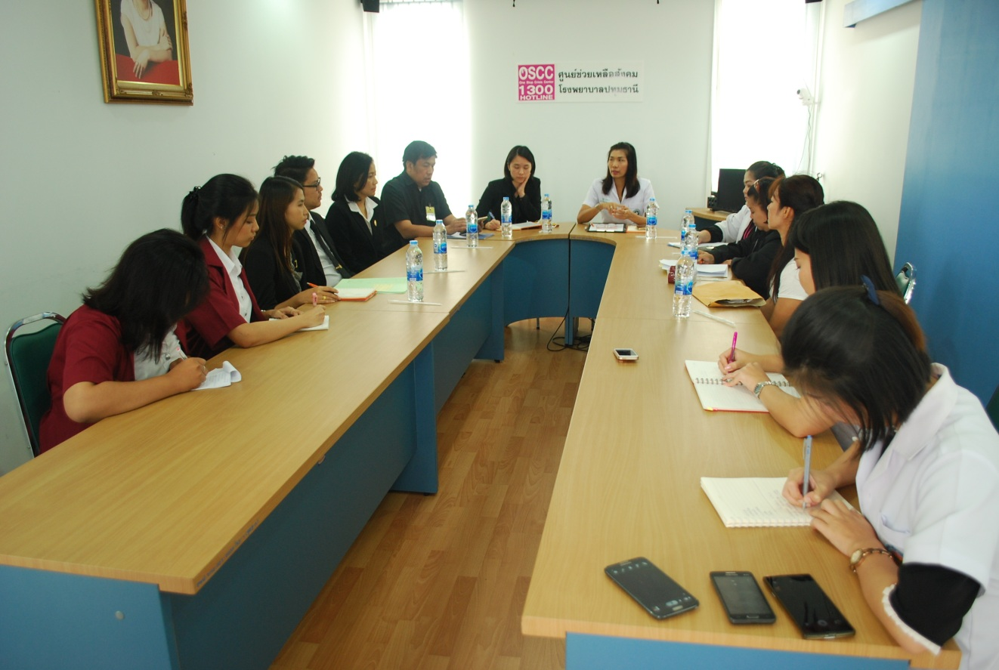 OSCC
One Stop Crisis Center
1300
HOTLINE
ศูนย์ช่วยเหลือสังคม
โรงพยาบาลปทุมธานี